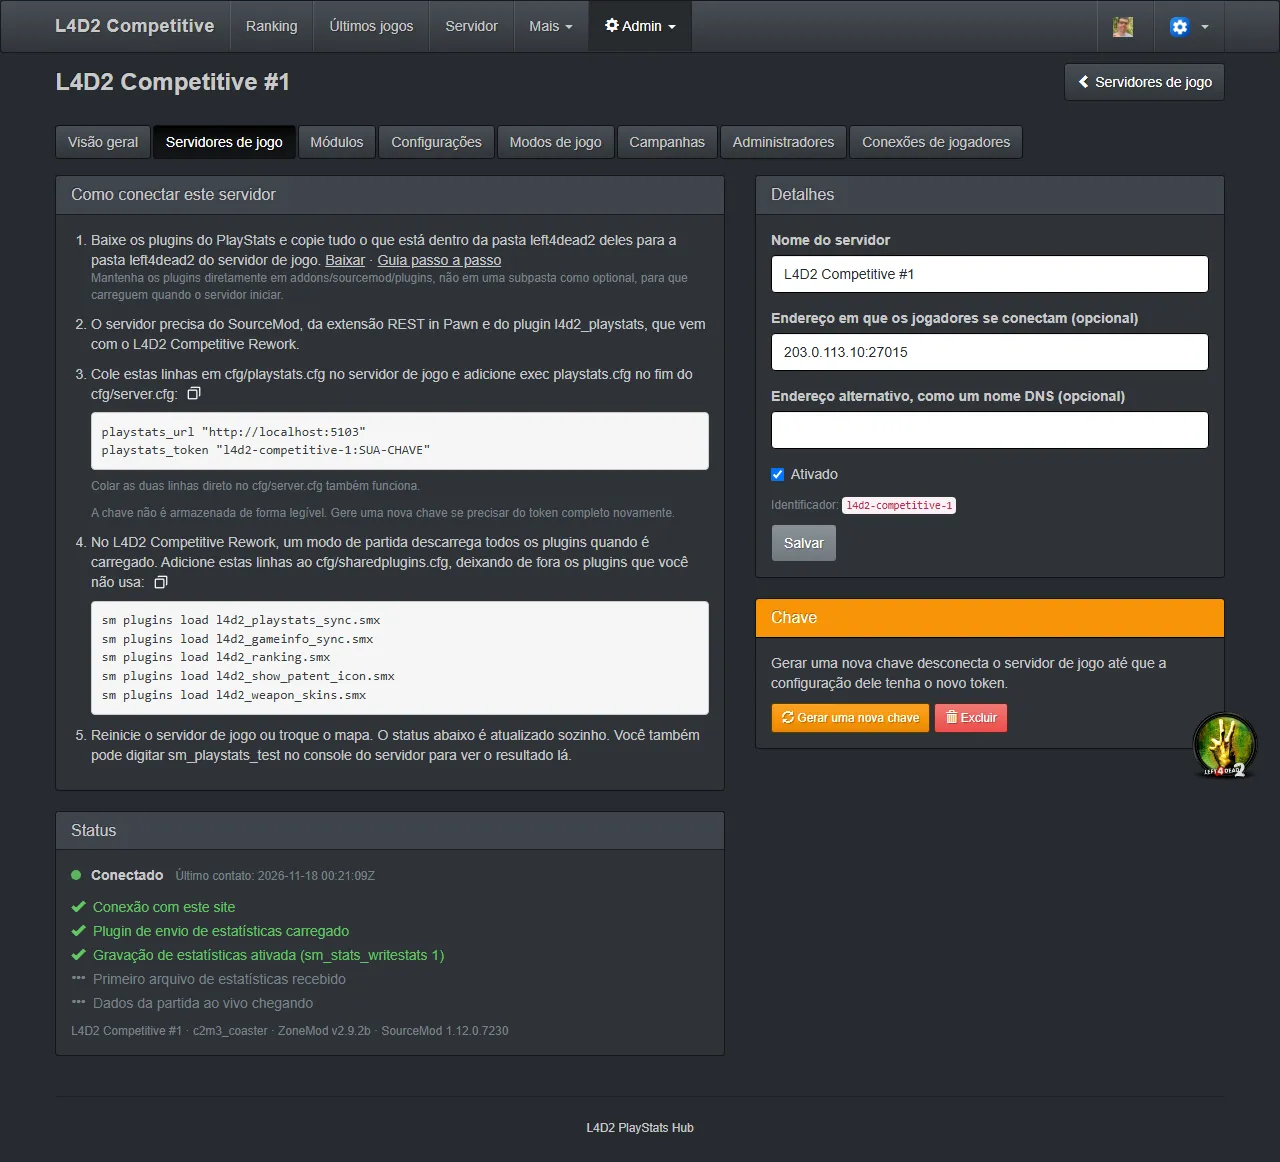 L4D2 Competitive
Ranking
Últimos jogos
Servidor
Mais
Admin
L4D2 Competitive #1
Servidores de jogo
Visão geral
Servidores de jogo
Módulos
Configurações
Modos de jogo
Campanhas
Administradores
Conexões de jogadores
Como conectar este servidor
1. Baixe os plugins do PlayStats e copie tudo o que está dentro da pasta left4dead2 deles para a
pasta left4dead2 do servidor de jogo. Baixar · Guia passo a passo
Mantenha os plugins diretamente em addons/sourcemod/plugins, não em uma subpasta como optional, para que
carreguem quando o servidor iniciar.
2. O servidor precisa do SourceMod, da extensão REST in Pawn e do plugin l4d2_playstats, que vem
com o L4D2 Competitive Rework.
3. Cole estas linhas em cfg/playstats.cfg no servidor de jogo e adicione exec playstats.cfg no fim do
cfg/server.cfg:
playstats_url "http://localhost:5103"
playstats_token "l4d2-competitive-1:SUA-CHAVE"
Colar as duas linhas direto no cfg/server.cfg também funciona.
A chave não é armazenada de forma legível. Gere uma nova chave se precisar do token completo novamente.
4. No L4D2 Competitive Rework, um modo de partida descarrega todos os plugins quando é
carregado. Adicione estas linhas ao cfg/sharedplugins.cfg, deixando de fora os plugins que você
não usa:
sm plugins load l4d2_playstats_sync.smx
sm plugins load l4d2_gameinfo_sync.smx
sm plugins load l4d2_ranking.smx
sm plugins load l4d2_show_patent_icon.smx
sm plugins load l4d2_weapon_skins.smx
5. Reinicie o servidor de jogo ou troque o mapa. O status abaixo é atualizado sozinho. Você também
pode digitar sm_playstats_test no console do servidor para ver o resultado lá.
Status
Conectado Último contato: 2026-11-18 00:21:09Z
Conexão com este site
Plugin de envio de estatísticas carregado
Gravação de estatísticas ativada (sm_stats_writestats 1)
Primeiro arquivo de estatísticas recebido
Dados da partida ao vivo chegando
L4D2 Competitive #1 · c2m3_coaster · ZoneMod v2.9.2b · SourceMod 1.12.0.7230
Detalhes
Nome do servidor
L4D2 Competitive #1
Endereço em que os jogadores se conectam (opcional)
203.0.113.10:27015
Endereço alternativo, como um nome DNS (opcional)
Ativado
Identificador: l4d2-competitive-1
Salvar
Chave
Gerar uma nova chave desconecta o servidor de jogo até que a
configuração dele tenha o novo token.
Gerar uma nova chave
Excluir
LEFT 4 DEAD 2
L4D2 PlayStats Hub